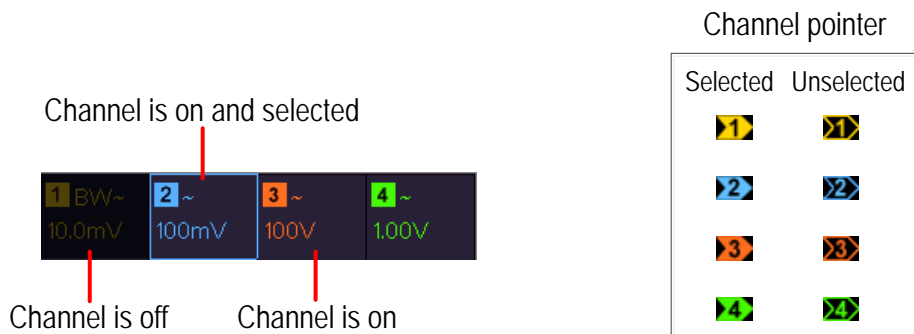 Channel pointer
Selected Unselected
1 1
2 2
3 3
4 4
Channel is on and selected
1 BW~ 2 ~ 3 ~ 4 ~
10.0mV 100mV 100V 1.00V
Channel is off Channel is on